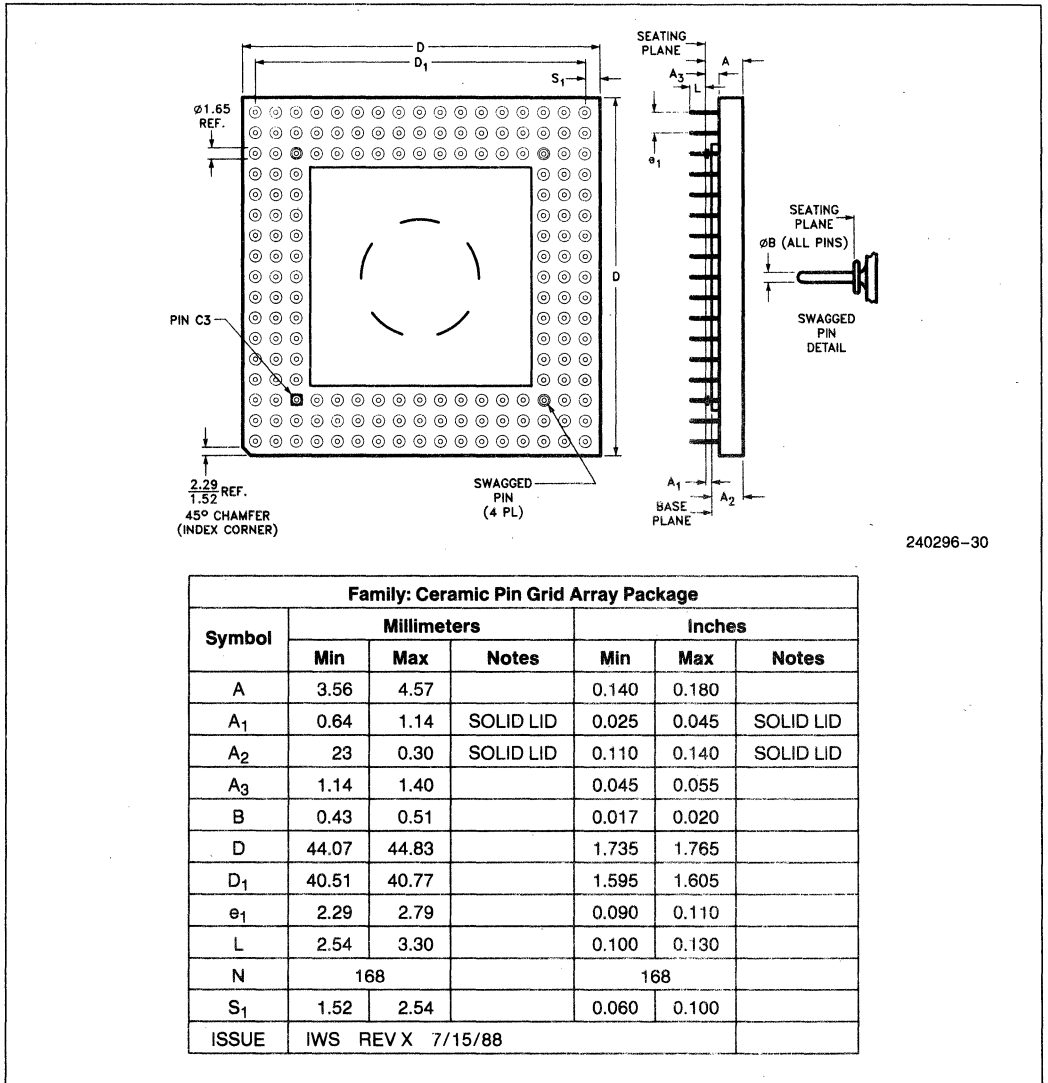 SEATING
PLANE
D
D1
S1
A
A3
L
ø1.65
REF.
e1
SEATING
PLANE
øB (ALL PINS)
D
PIN C3
SWAGGED
PIN
DETAIL
2.29
1.52 REF.
45° CHAMFER
(INDEX CORNER)
SWAGGED
PIN
(4 PL)
A1
A2
BASE
PLANE
240296-30
Family: Ceramic Pin Grid Array Package
Symbol Millimeters Inches
Min Max Notes Min Max Notes
A 3.56 4.57 0.140 0.180
A1 0.64 1.14 SOLID LID 0.025 0.045 SOLID LID
A2 23 0.30 SOLID LID 0.110 0.140 SOLID LID
A3 1.14 1.40 0.045 0.055
B 0.43 0.51 0.017 0.020
D 44.07 44.83 1.735 1.765
D1 40.51 40.77 1.595 1.605
e1 2.29 2.79 0.090 0.110
L 2.54 3.30 0.100 0.130
N 168 168
S1 1.52 2.54 0.060 0.100
ISSUE IWS REV X 7/15/88